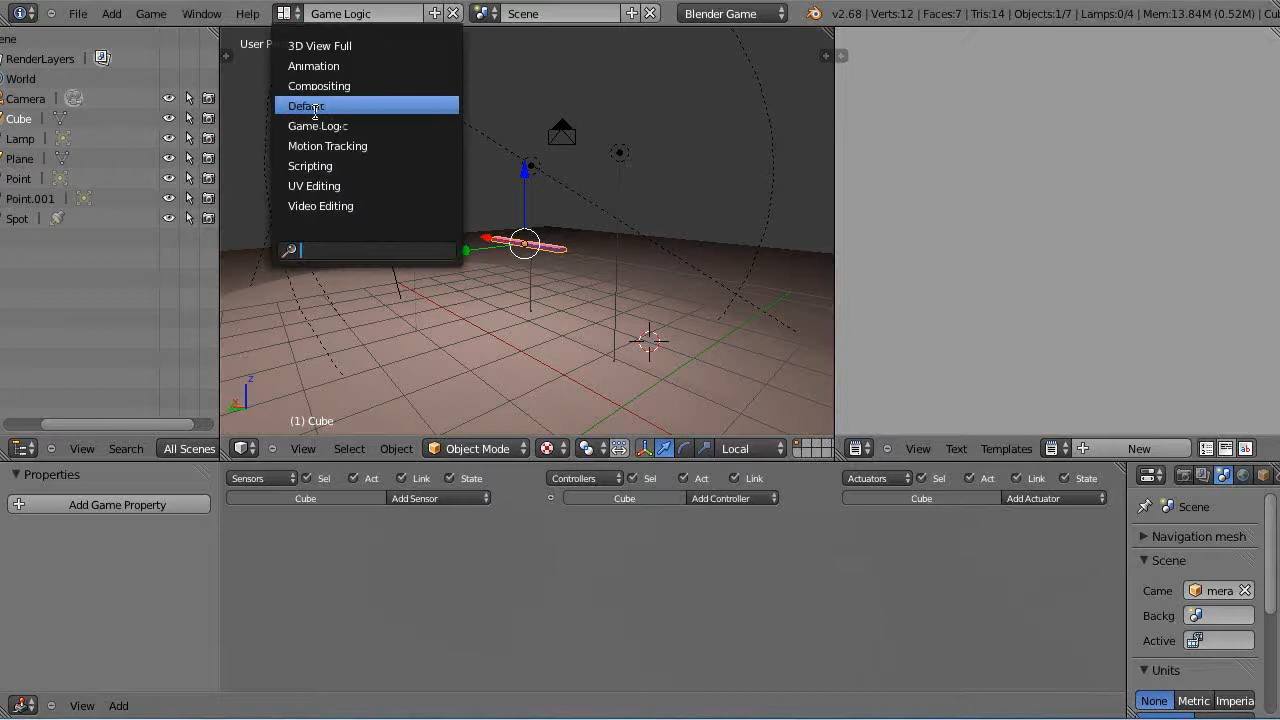 File Add Game Window Help Game Logic Scene Blender Game v2.68 | Verts:12 | Faces:7 | Tris:14 | Objects:1/7 | Lamps:0/4 | Mem:13.84M (0.52M) | Cu
ene
RenderLayers
World
Camera
Cube
Lamp
Plane
Point
Point.001
Spot
View Search All Scenes
User P
3D View Full
Animation
Compositing
Default
Game Logic
Motion Tracking
Scripting
UV Editing
Video Editing
z
x
(1) Cube
View Select Object Object Mode Local
View Text Templates New
Properties
Add Game Property
Sensors Sel Act Link State Controllers Sel Act Link Actuators Sel Act Link State
Cube Add Sensor Cube Add Controller Cube Add Actuator
Scene
Navigation mesh
Scene
Came mera
Backg
Active
Units
None Metric Imperia
View Add